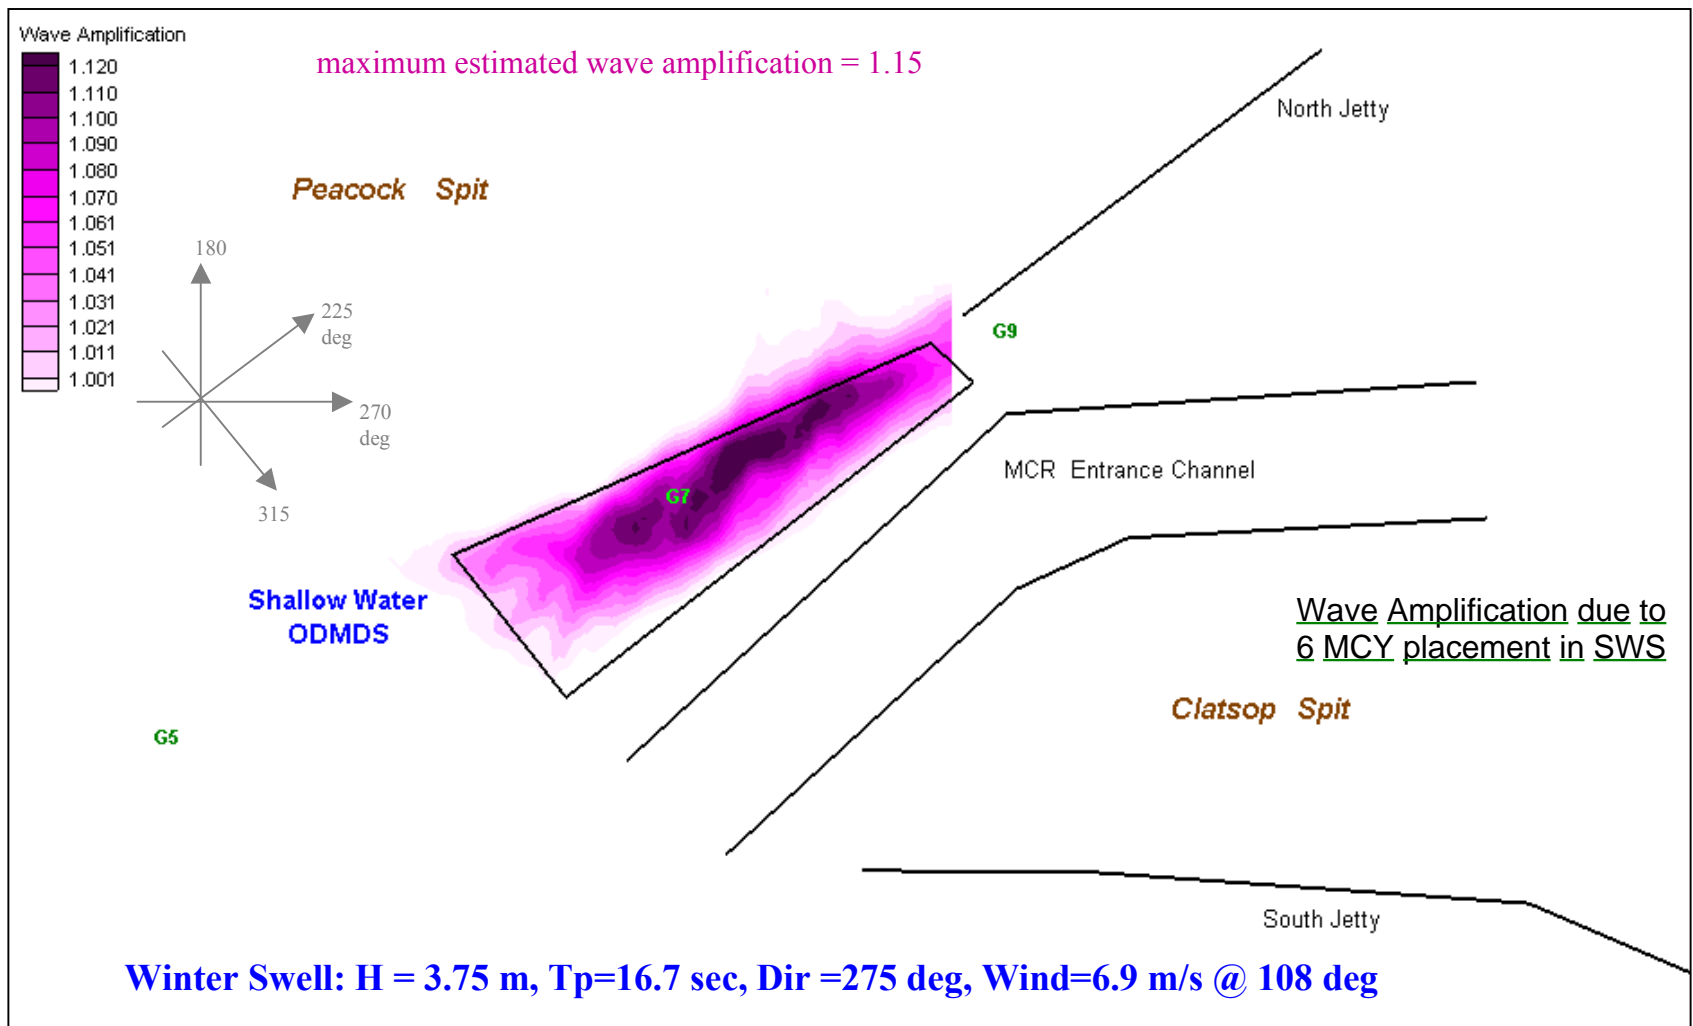 Wave Amplification
1.120
1.110
1.100
1.090
1.080
1.070
1.061
1.051
1.041
1.031
1.021
1.011
1.001
maximum estimated wave amplification = 1.15
North Jetty
Peacock Spit
180
225
deg
270
deg
315
G9
G7
MCR Entrance Channel
Shallow Water
ODMDS
Wave Amplification due to
6 MCY placement in SWS
Clatsop Spit
G5
South Jetty
Winter Swell: H = 3.75 m, Tp=16.7 sec, Dir =275 deg, Wind=6.9 m/s @ 108 deg